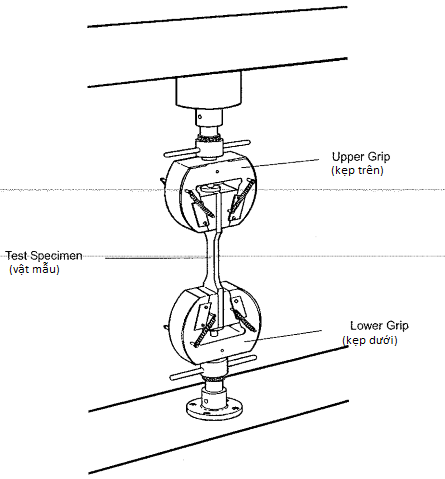 Upper Grip
(kẹp trên)
Test Specimen
(vật mẫu)
Lower Grip
(kẹp dưới)